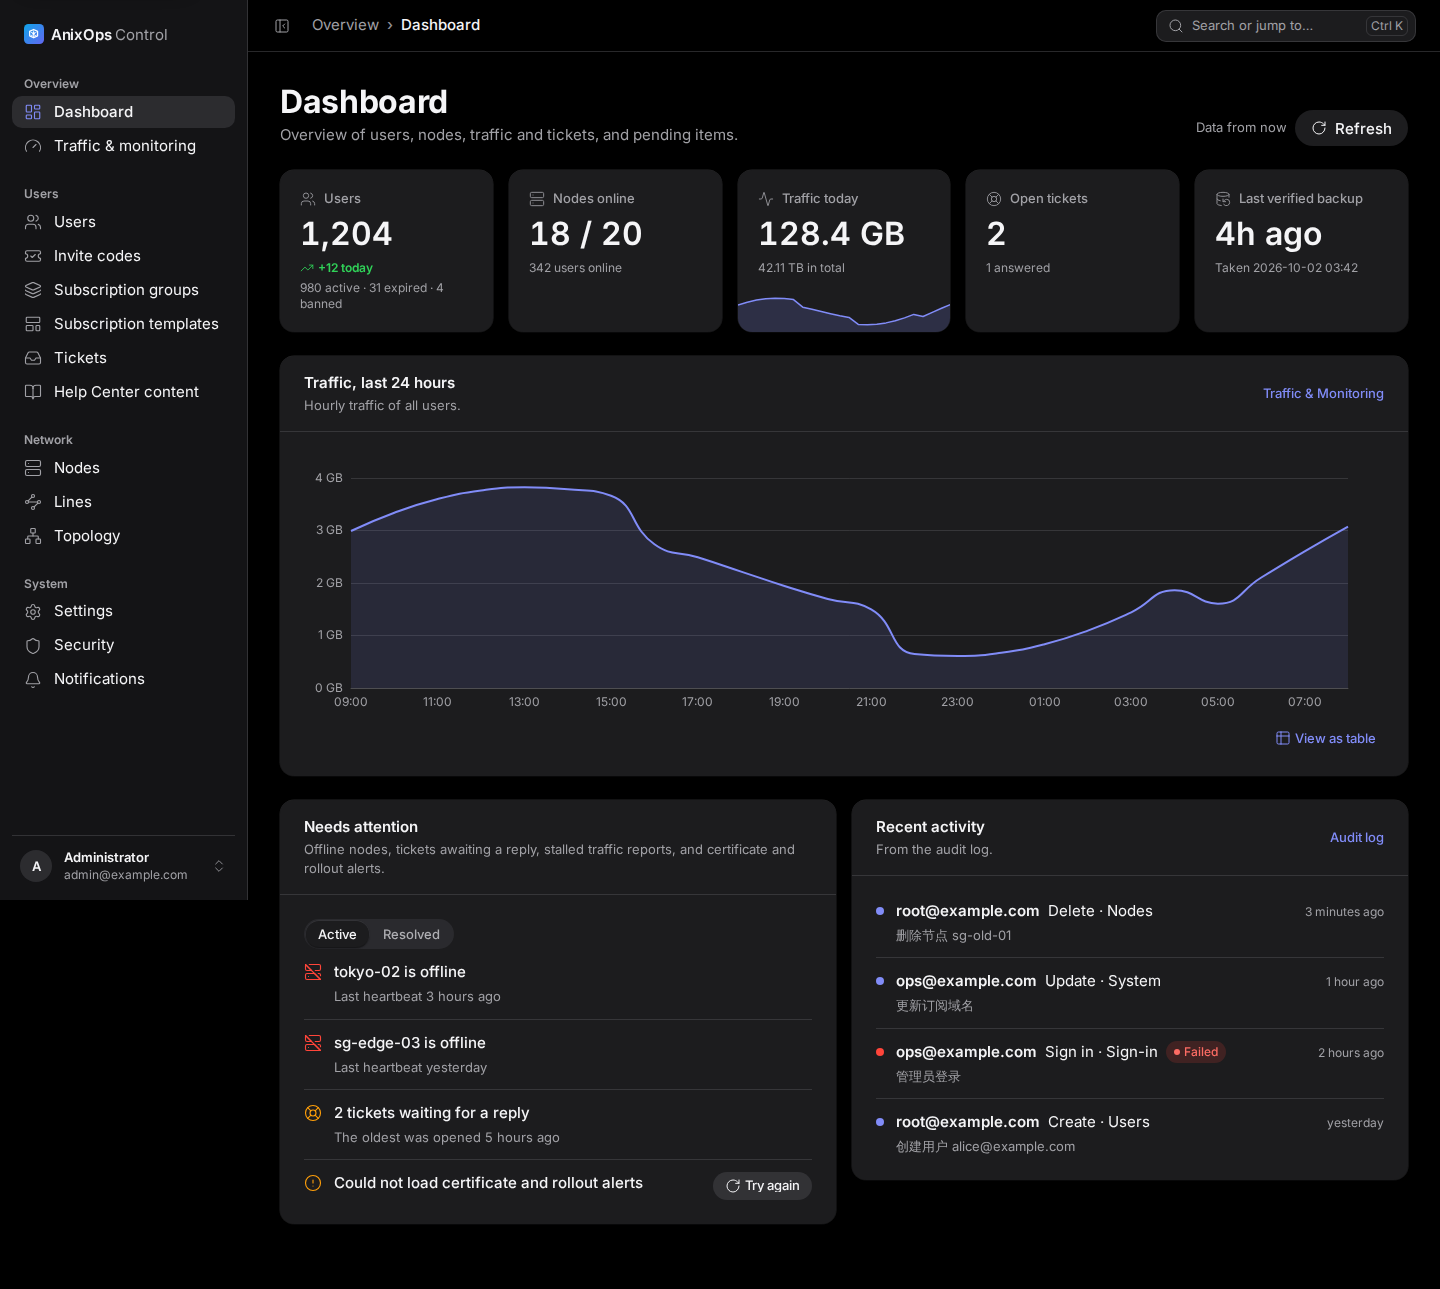 AnixOps Control
Overview
Dashboard
Traffic & monitoring
Users
Users
Invite codes
Subscription groups
Subscription templates
Tickets
Help Center content
Network
Nodes
Lines
Topology
System
Settings
Security
Notifications
A
Administrator
admin@example.com
Overview › Dashboard
Search or jump to...
Ctrl K
Dashboard
Overview of users, nodes, traffic and tickets, and pending items.
Data from now
Refresh
Users
1,204
+12 today
980 active · 31 expired · 4
banned
Nodes online
18 / 20
342 users online
Traffic today
128.4 GB
42.11 TB in total
Open tickets
2
1 answered
Last verified backup
4h ago
Taken 2026-10-02 03:42
Traffic, last 24 hours
Hourly traffic of all users.
Traffic & Monitoring
4 GB
3 GB
2 GB
1 GB
0 GB
09:00 11:00 13:00 15:00 17:00 19:00 21:00 23:00 01:00 03:00 05:00 07:00
View as table
Needs attention
Offline nodes, tickets awaiting a reply, stalled traffic reports, and certificate and
rollout alerts.
Active Resolved
tokyo-02 is offline
Last heartbeat 3 hours ago
sg-edge-03 is offline
Last heartbeat yesterday
2 tickets waiting for a reply
The oldest was opened 5 hours ago
Could not load certificate and rollout alerts
Try again
Recent activity
From the audit log.
Audit log
root@example.com Delete · Nodes 3 minutes ago
删除节点 sg-old-01
ops@example.com Update · System 1 hour ago
更新订阅域名
ops@example.com Sign in · Sign-in Failed 2 hours ago
管理员登录
root@example.com Create · Users yesterday
创建用户 alice@example.com